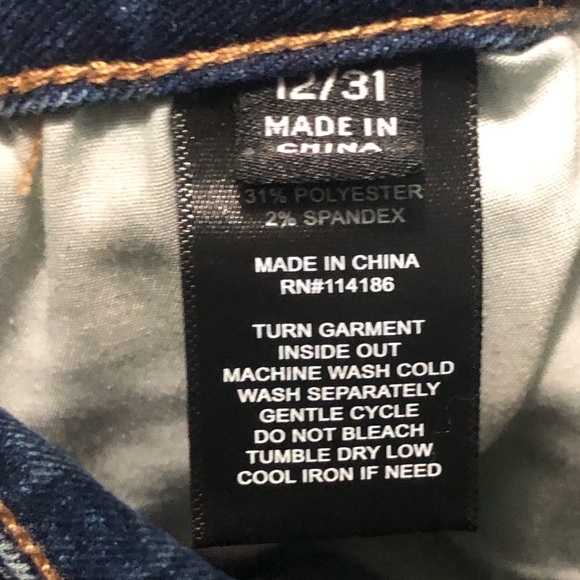 12/31
MADE IN
CHINA
31% POLYESTER
2% SPANDEX
MADE IN CHINA
RN#114186
TURN GARMENT
INSIDE OUT
MACHINE WASH COLD
WASH SEPARATELY
GENTLE CYCLE
DO NOT BLEACH
TUMBLE DRY LOW
COOL IRON IF NEED